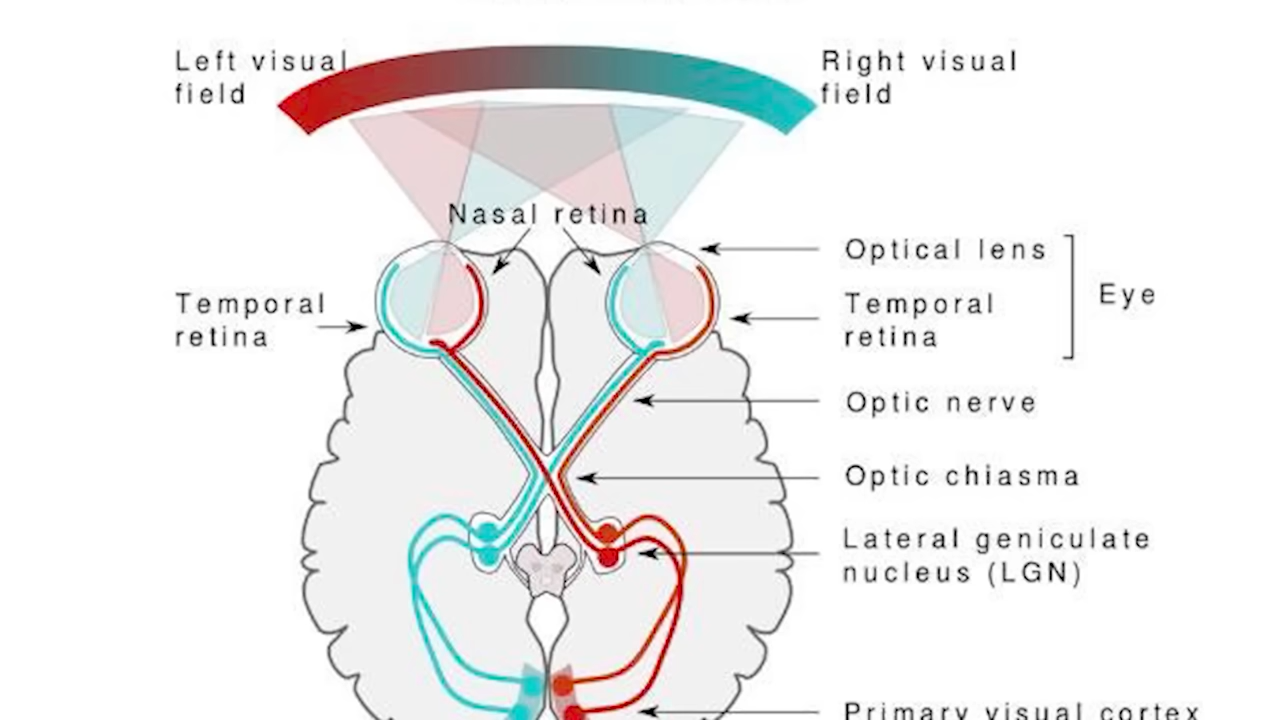 Left visual
field
Right visual
field
Nasal retina
Optical lens
Eye
Temporal
retina
Temporal
retina
Optic nerve
Optic chiasma
Lateral geniculate
nucleus (LGN)
Primary visual cortex